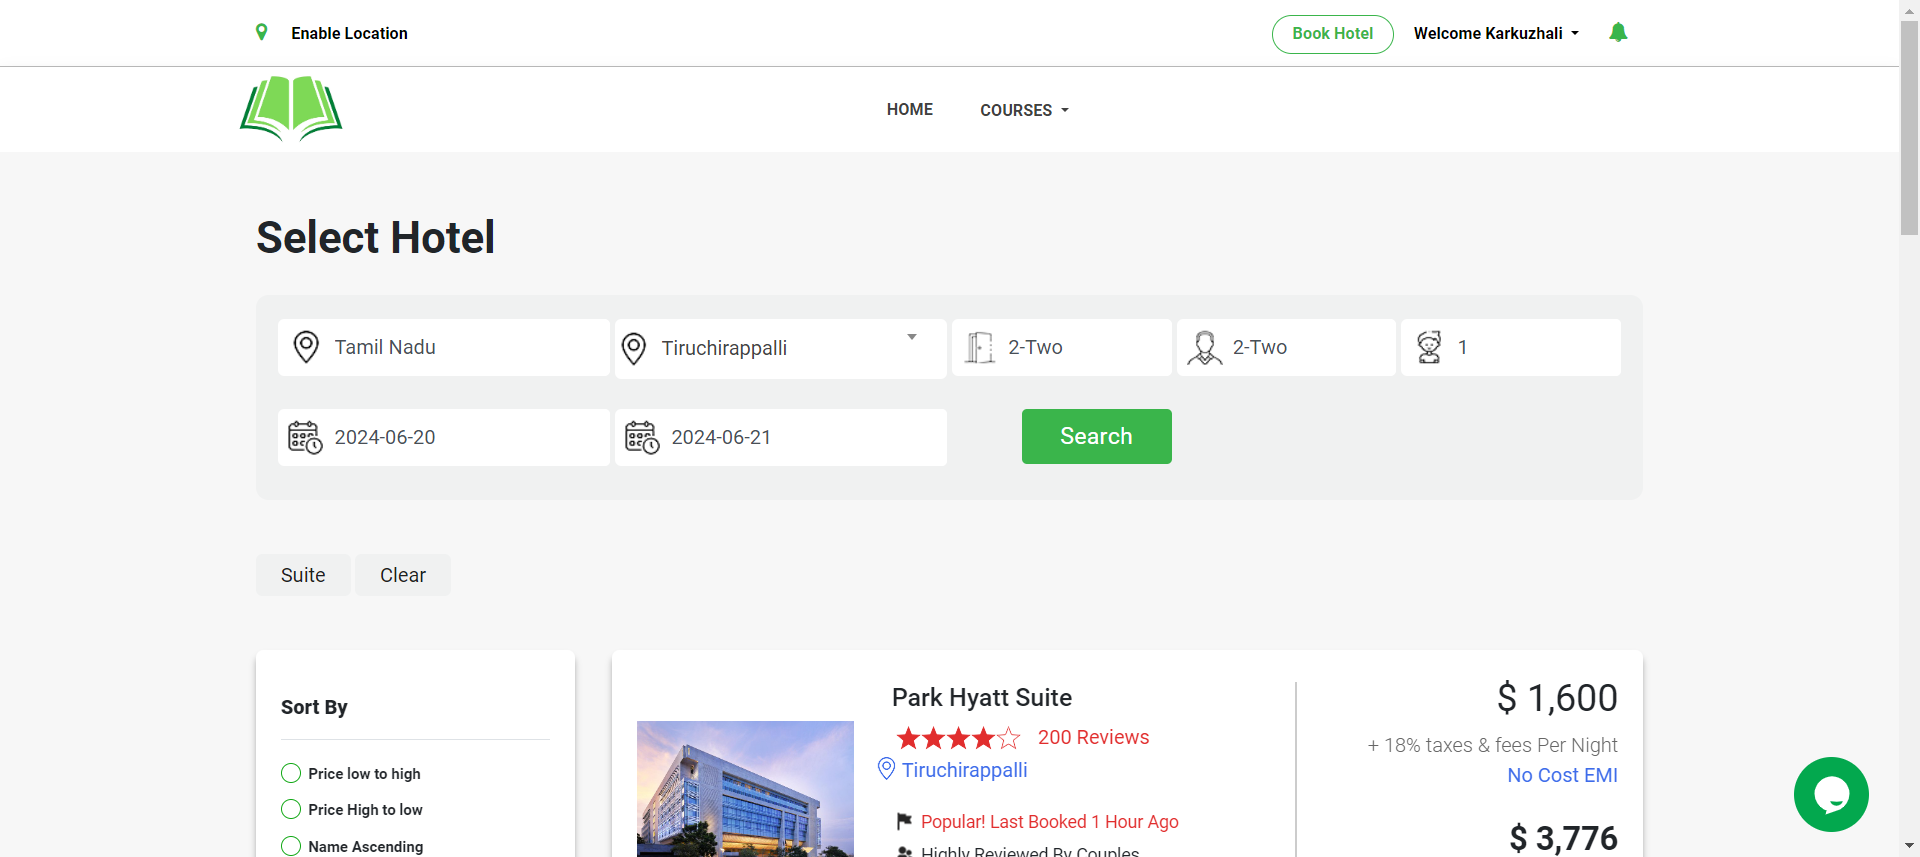 Enable Location
Book Hotel
Welcome Karkuzhali
HOME
COURSES
Select Hotel
Tamil Nadu
Tiruchirappalli
2-Two
2-Two
1
2024-06-20
2024-06-21
Search
Suite
Clear
Sort By
Price low to high
Price High to low
Name Ascending
Park Hyatt Suite
200 Reviews
Tiruchirappalli
Popular! Last Booked 1 Hour Ago
Highly Reviewed By Couples
$ 1,600
+ 18% taxes & fees Per Night
No Cost EMI
$ 3,776